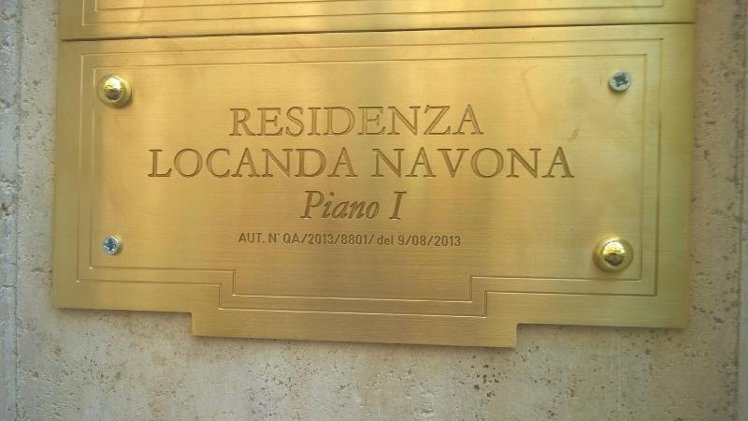 RESIDENZA
LOCANDA NAVONA
Piano I
AUT. N° QA/2013/8801/ del 9/08/2013